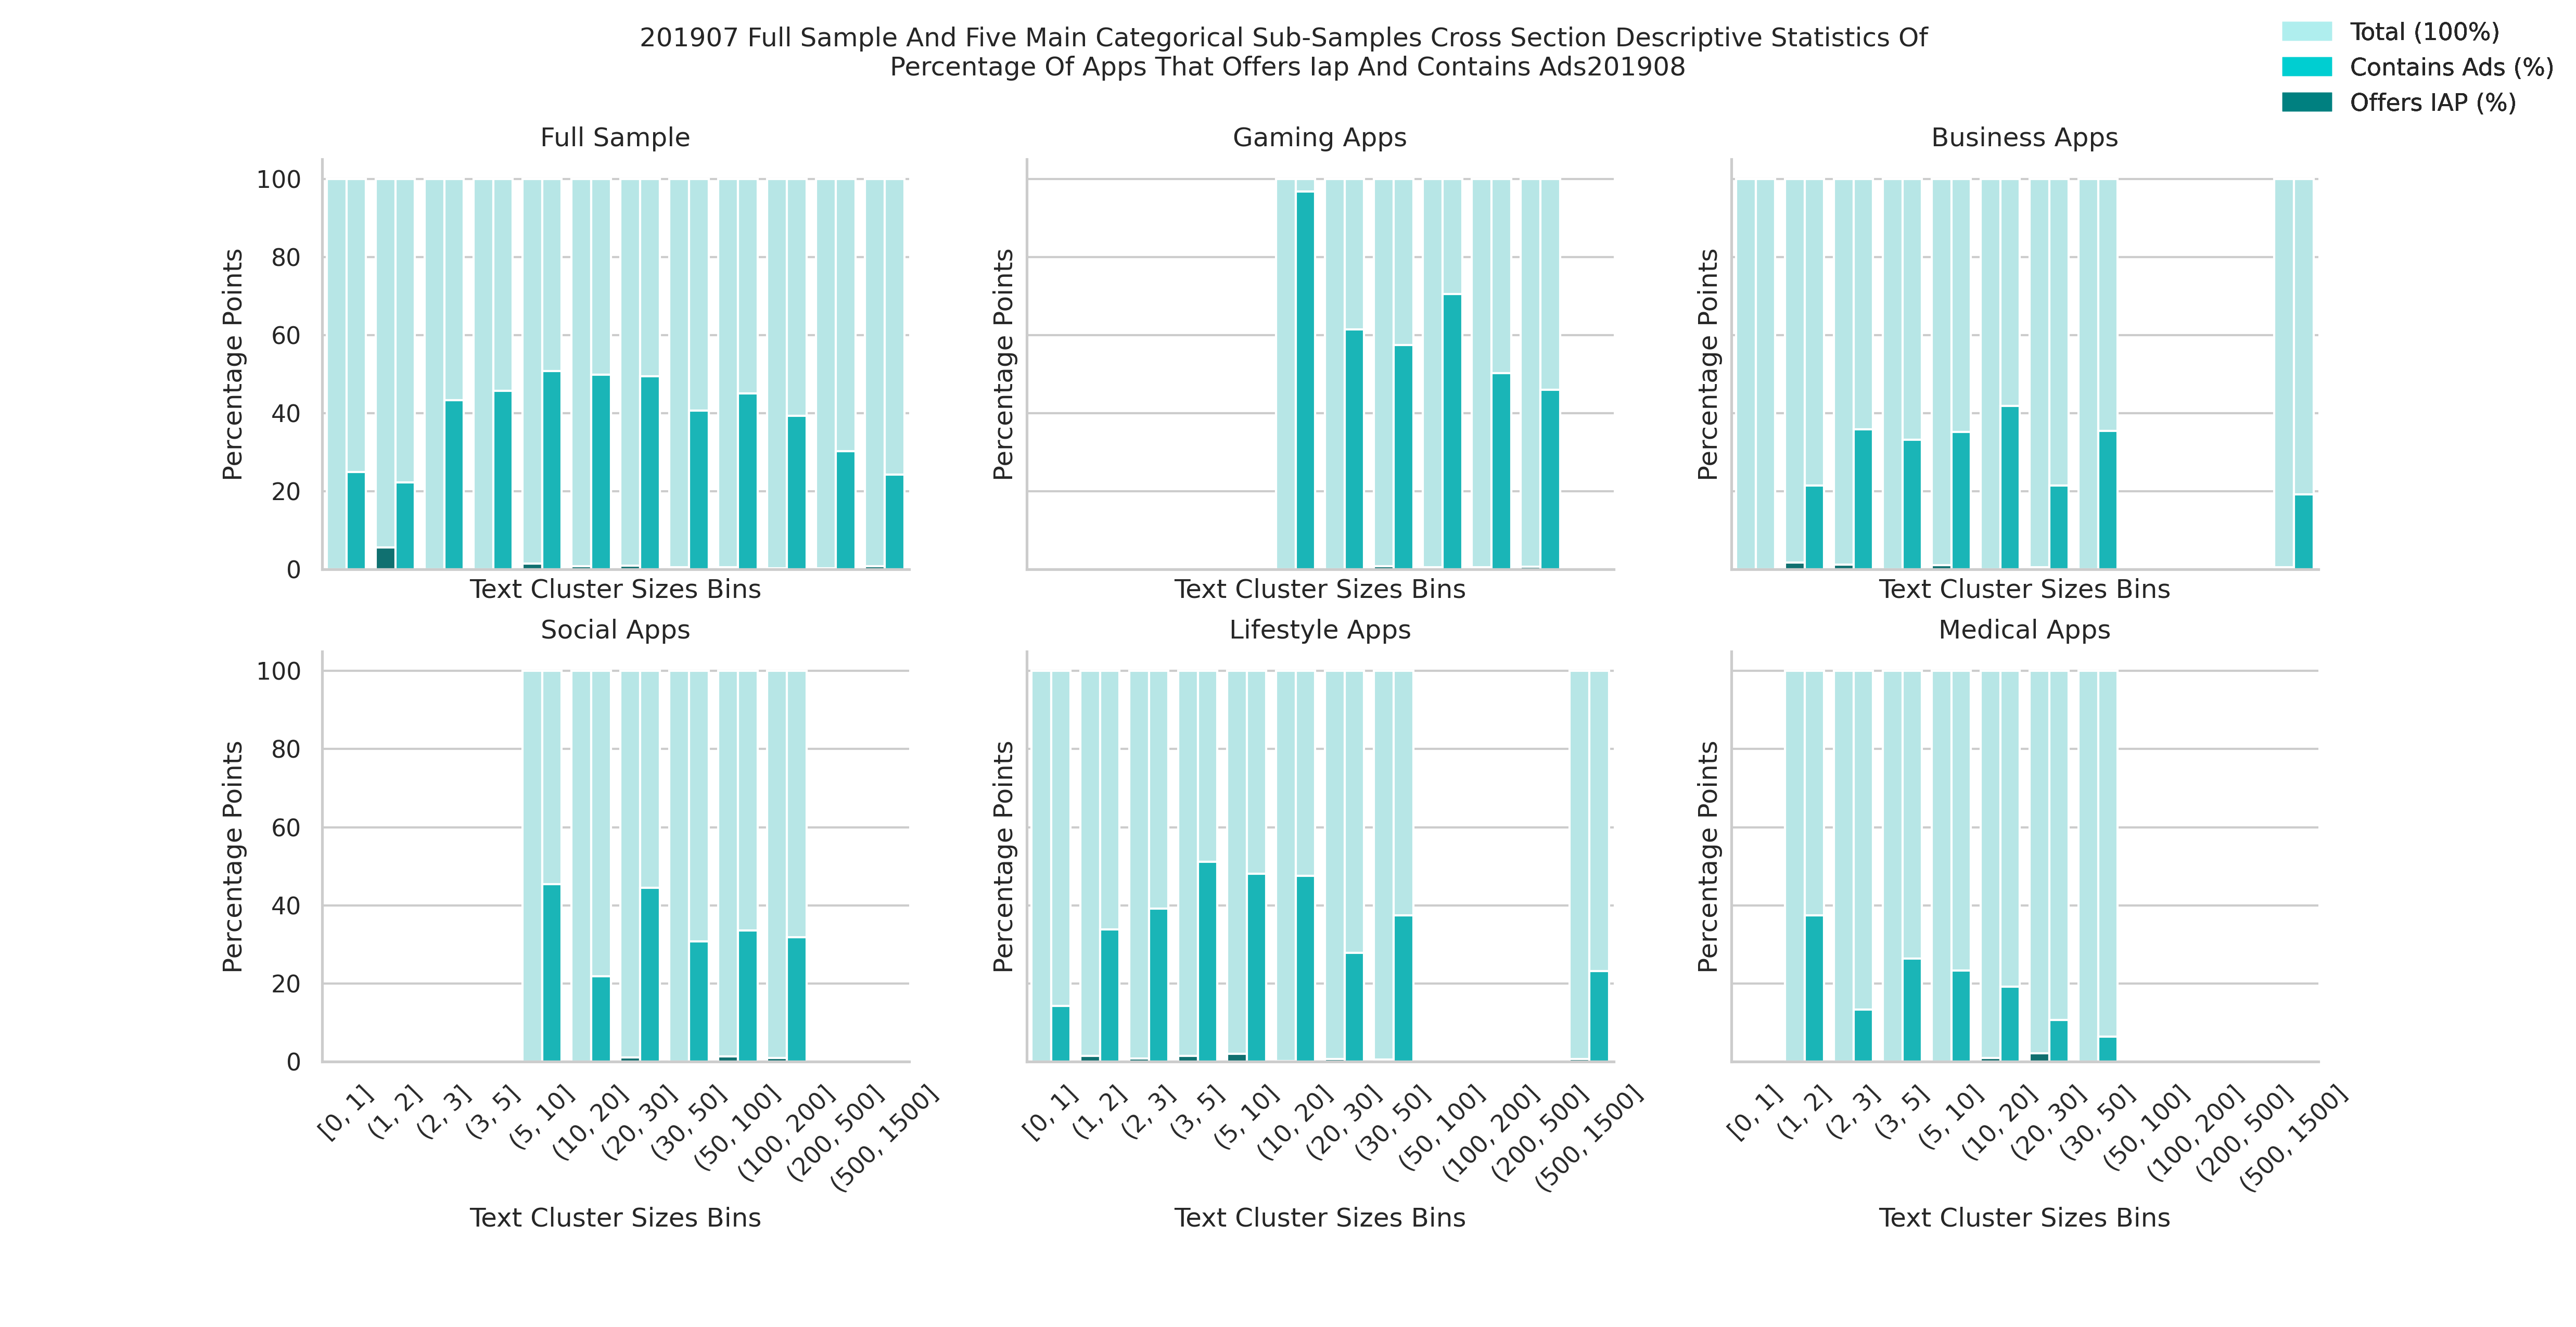 201907 Full Sample And Five Main Categorical Sub-Samples Cross Section Descriptive Statistics Of
Percentage Of Apps That Offers Iap And Contains Ads201908
Total (100%)
Contains Ads (%)
Offers IAP (%)
Full Sample
Percentage Points
100
80
60
40
20
0
Text Cluster Sizes Bins
Gaming Apps
Percentage Points
Text Cluster Sizes Bins
Business Apps
Percentage Points
Text Cluster Sizes Bins
Social Apps
Percentage Points
100
80
60
40
20
0
[0, 1]
(1, 2]
(2, 3]
(3, 5]
(5, 10]
(10, 20]
(20, 30]
(30, 50]
(50, 100]
(100, 200]
(200, 500]
(500, 1500]
Text Cluster Sizes Bins
Lifestyle Apps
Percentage Points
[0, 1]
(1, 2]
(2, 3]
(3, 5]
(5, 10]
(10, 20]
(20, 30]
(30, 50]
(50, 100]
(100, 200]
(200, 500]
(500, 1500]
Text Cluster Sizes Bins
Medical Apps
Percentage Points
[0, 1]
(1, 2]
(2, 3]
(3, 5]
(5, 10]
(10, 20]
(20, 30]
(30, 50]
(50, 100]
(100, 200]
(200, 500]
(500, 1500]
Text Cluster Sizes Bins